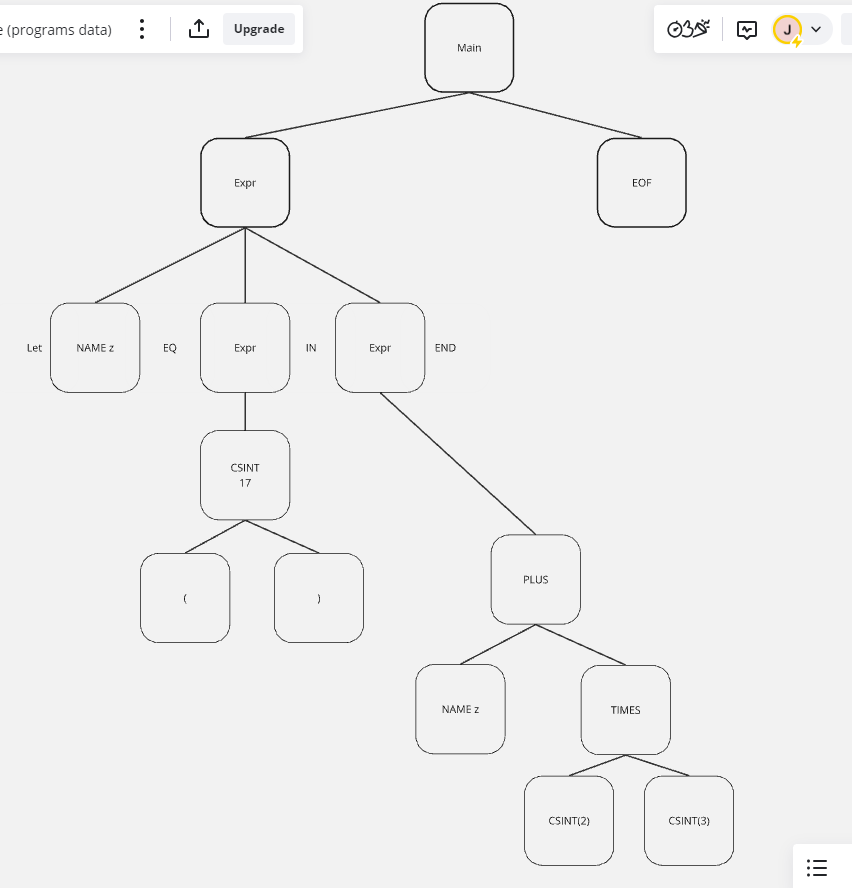 e (programs data)
Upgrade
J
Main
Expr
EOF
Let
NAME z
EQ
Expr
IN
Expr
END
CSINT
17
(
)
PLUS
NAME z
TIMES
CSINT(2)
CSINT(3)